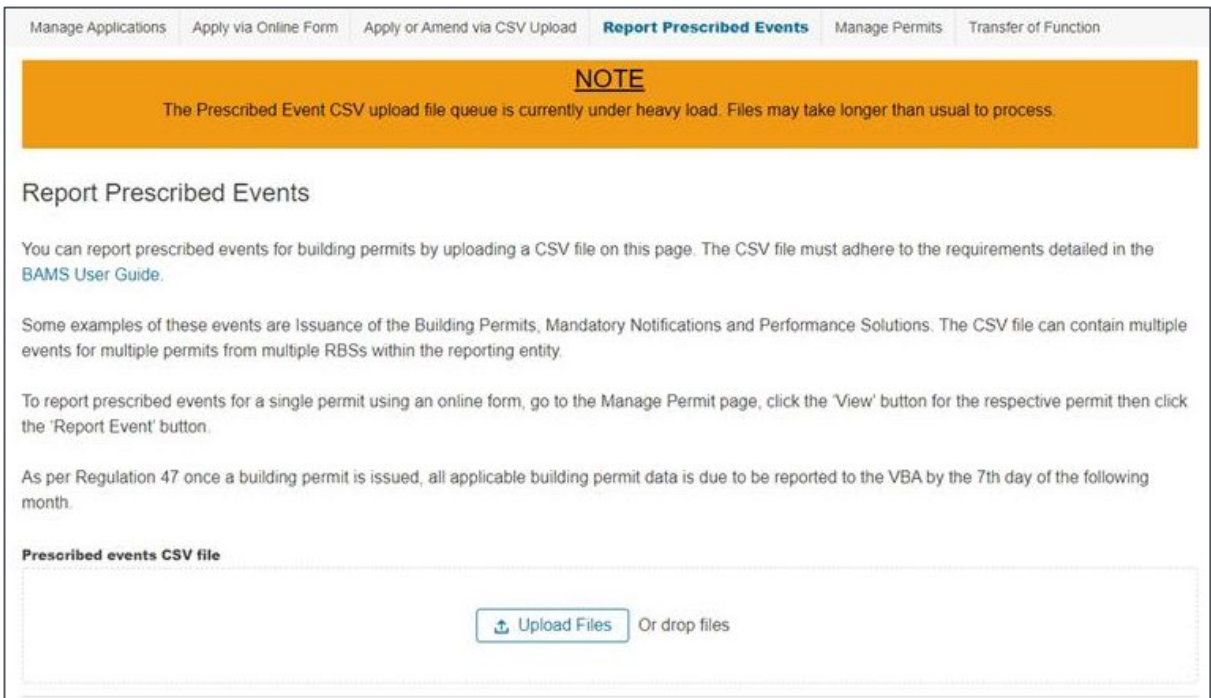 Manage Applications Apply via Online Form Apply or Amend via CSV Upload Report Prescribed Events Manage Permits Transfer of Function
NOTE
The Prescribed Event CSV upload file queue is currently under heavy load. Files may take longer than usual to process.
Report Prescribed Events
You can report prescribed events for building permits by uploading a CSV file on this page. The CSV file must adhere to the requirements detailed in the
BAMS User Guide.
Some examples of these events are Issuance of the Building Permits, Mandatory Notifications and Performance Solutions. The CSV file can contain multiple
events for multiple permits from multiple RBSs within the reporting entity.
To report prescribed events for a single permit using an online form, go to the Manage Permit page, click the 'View' button for the respective permit then click
the 'Report Event' button.
As per Regulation 47 once a building permit is issued, all applicable building permit data is due to be reported to the VBA by the 7th day of the following
month.
Prescribed events CSV file
Upload Files Or drop files